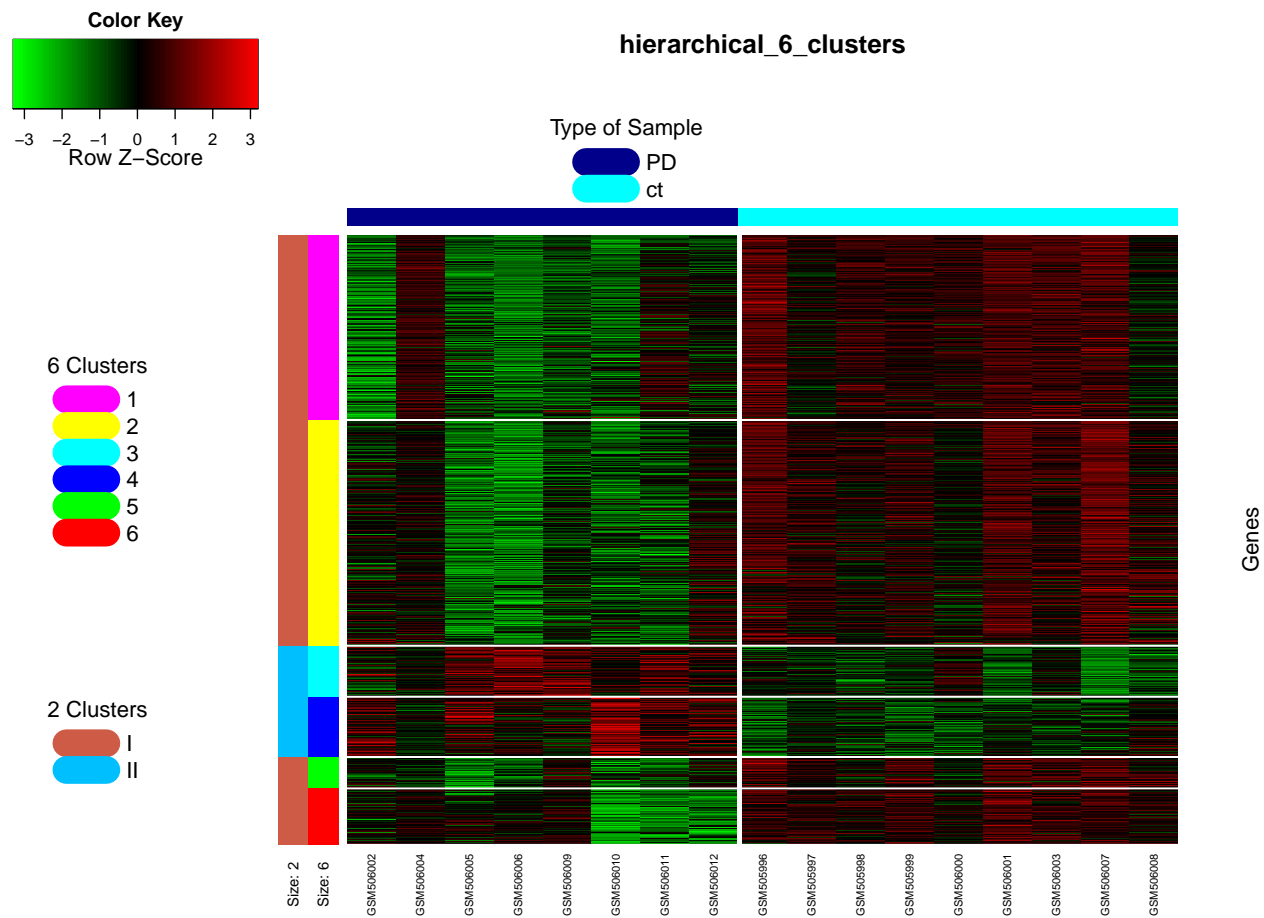 Color Key
−3 −2 −1 0 1 2 3
Row Z−Score
hierarchical_6_clusters
Type of Sample
PD
ct
6 Clusters
1
2
3
4
5
6
2 Clusters
I
II
Genes
Size: 2
Size: 6
GSM506002
GSM506004
GSM506005
GSM506006
GSM506009
GSM506010
GSM506011
GSM506012
GSM505996
GSM505997
GSM505998
GSM505999
GSM506000
GSM506001
GSM506003
GSM506007
GSM506008